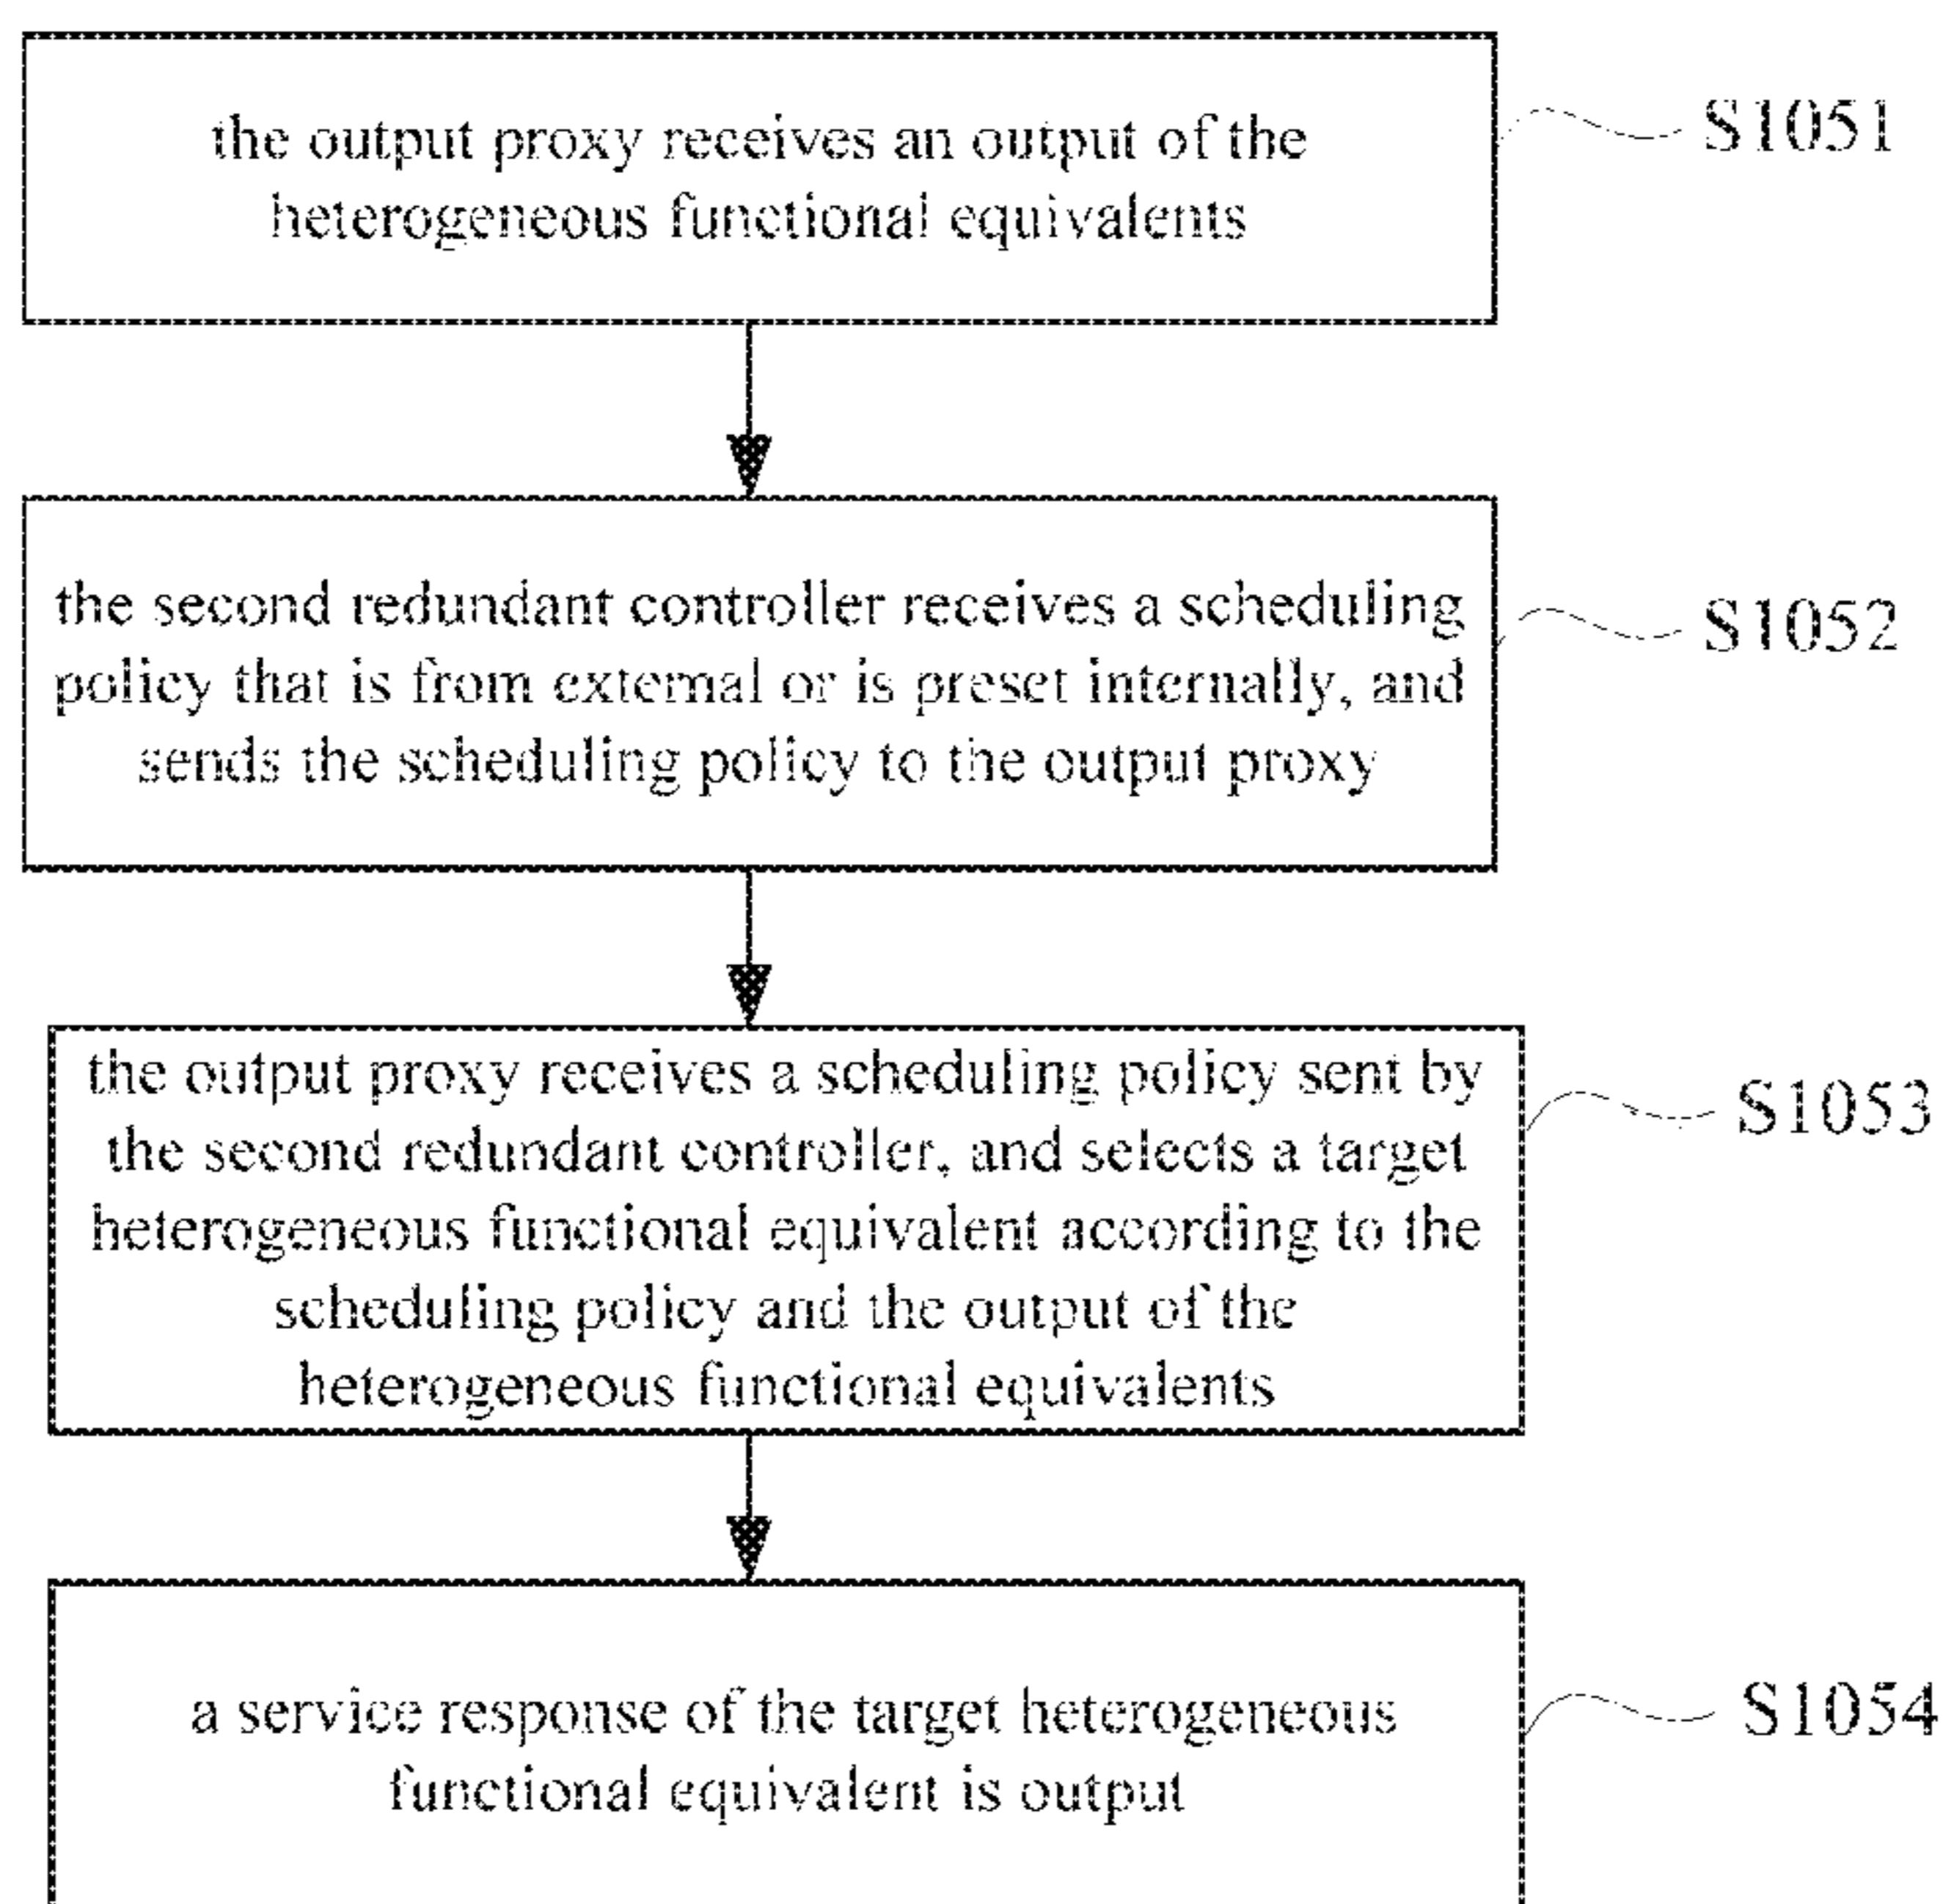 the output proxy receives an output of the
heterogeneous functional equivalents
S1051
the second redundant controller receives a scheduling
policy that is from external or is preset internally, and
sends the scheduling policy to the output proxy
S1052
the output proxy receives a scheduling policy sent by
the second redundant controller, and selects a target
heterogeneous functional equivalent according to the
scheduling policy and the output of the
heterogeneous functional equivalents
S1053
a service response of the target heterogeneous
functional equivalent is output
S1054